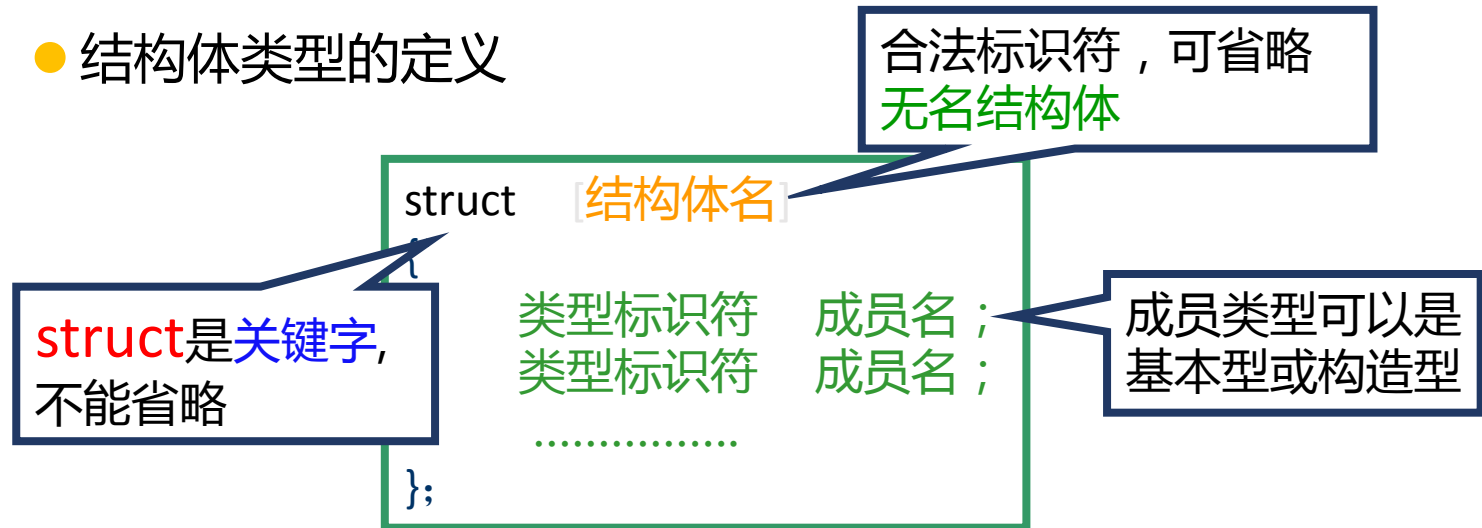 结构体类型的定义
合法标识符，可省略
无名结构体
struct [结构体名]
{
struct是关键字,
不能省略
类型标识符 成员名；
类型标识符 成员名；
................
};
成员类型可以是
基本型或构造型